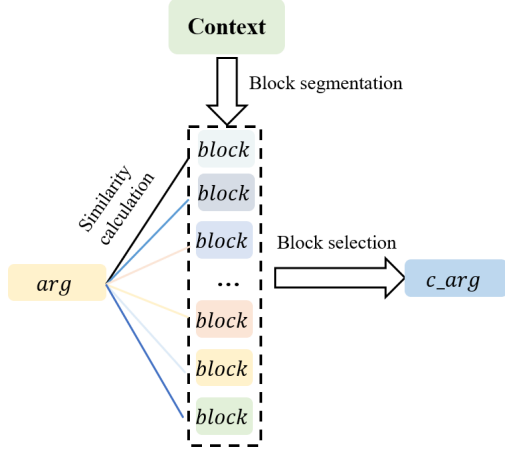 Context
Block segmentation
Similarity
calculation
block
block
block
Block selection
arg
...
c_arg
block
block
block